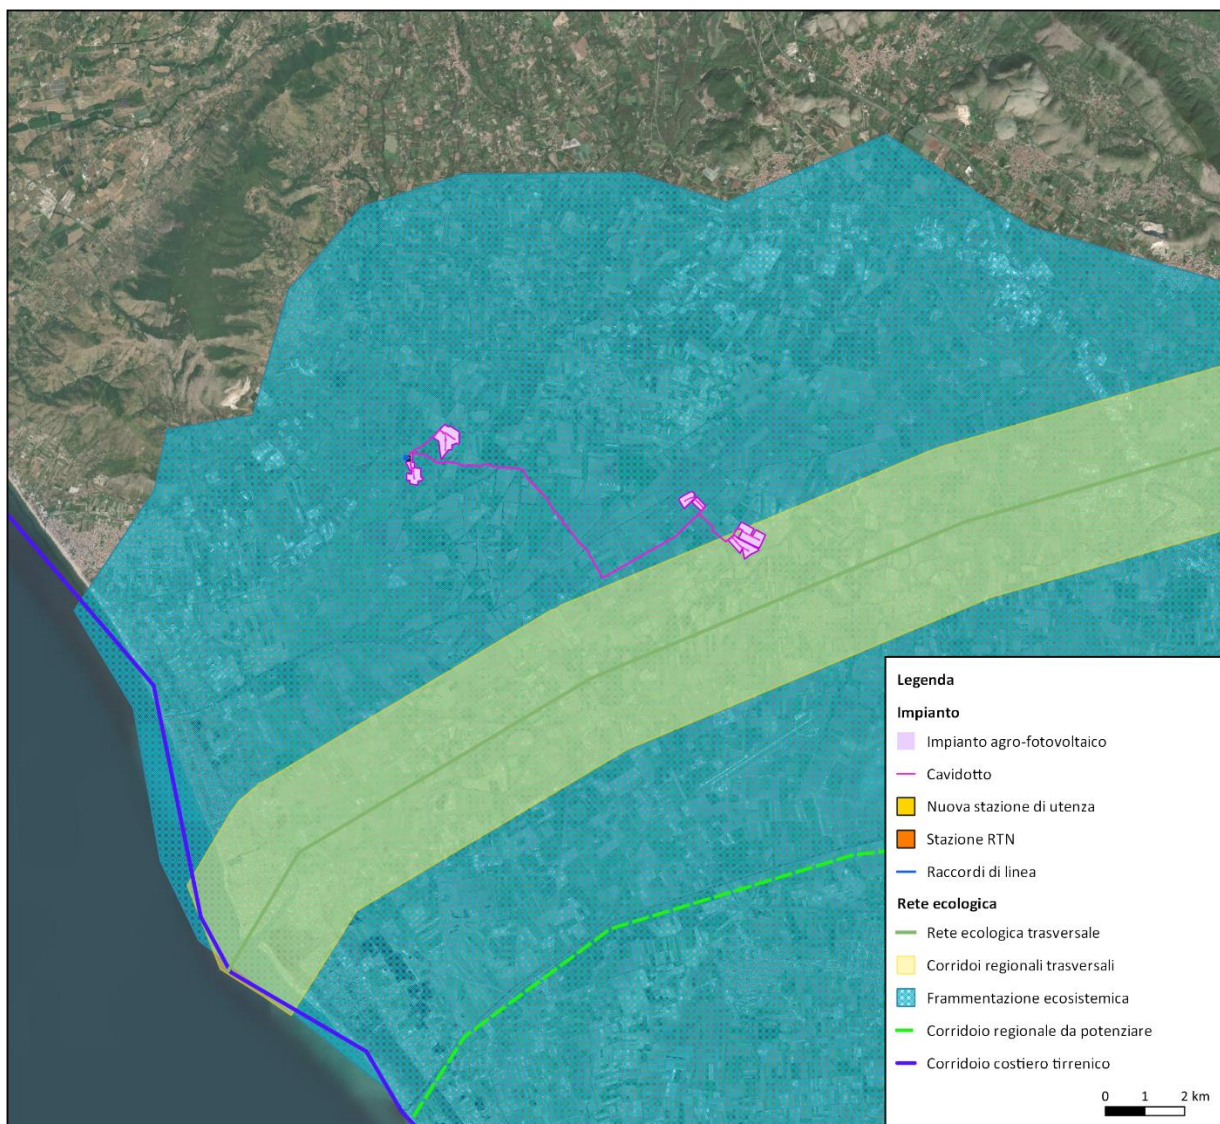 Legenda
Impianto
Impianto agro-fotovoltaico
Cavidotto
Nuova stazione di utenza
Stazione RTN
Raccordi di linea
Rete ecologica
Rete ecologica trasversale
Corridoi regionali trasversali
Frammentazione ecosistemica
Corridoio regionale da potenziare
Corridoio costiero tirrenico
0 1 2 km